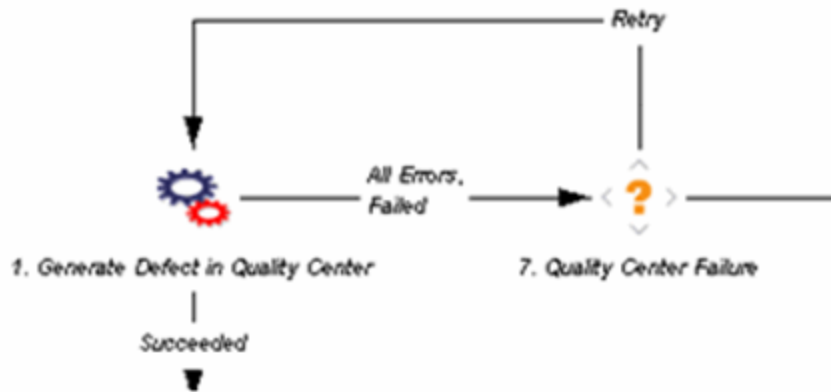 Retry
All Errors,
Failed
?
1. Generate Defect in Quality Center
7. Quality Center Failure
Succeeded